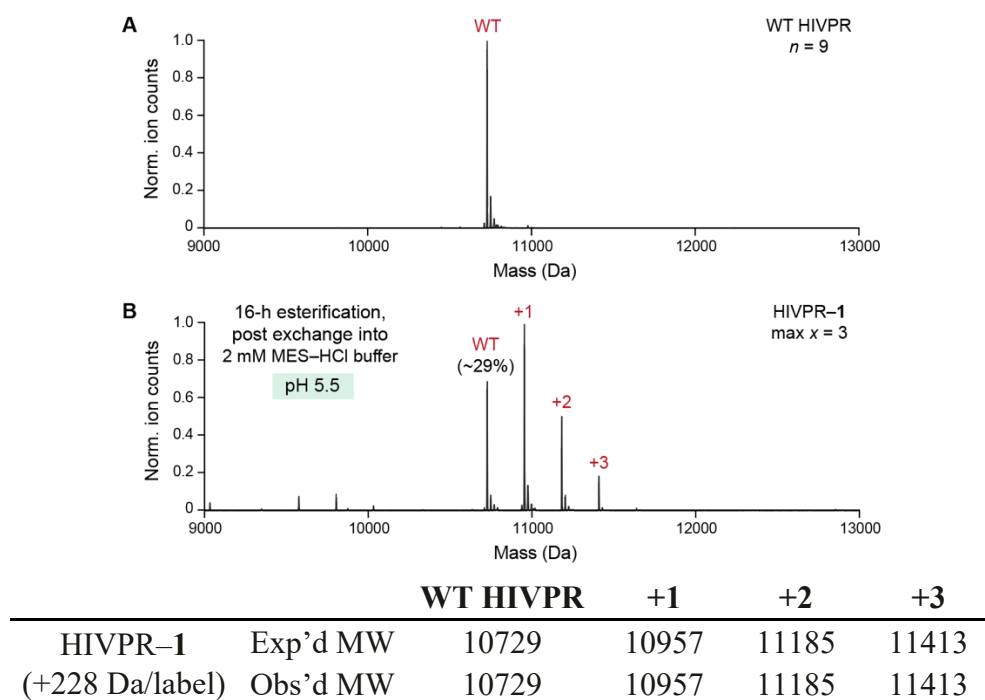 A
WT
WT HIVPR
n = 9
Norm. ion counts
1.0
0.8
0.6
0.4
0.2
0
9000 10000 11000 12000 13000
Mass (Da)
B
16-h esterification,
post exchange into
2 mM MES–HCl buffer
pH 5.5
WT
(~29%)
+1
+2
+3
HIVPR–1
max x = 3
Norm. ion counts
1.0
0.8
0.6
0.4
0.2
0
9000 10000 11000 12000 13000
Mass (Da)
WT HIVPR +1 +2 +3
HIVPR–1 Exp’d MW 10729 10957 11185 11413
(+228 Da/label) Obs’d MW 10729 10957 11185 11413